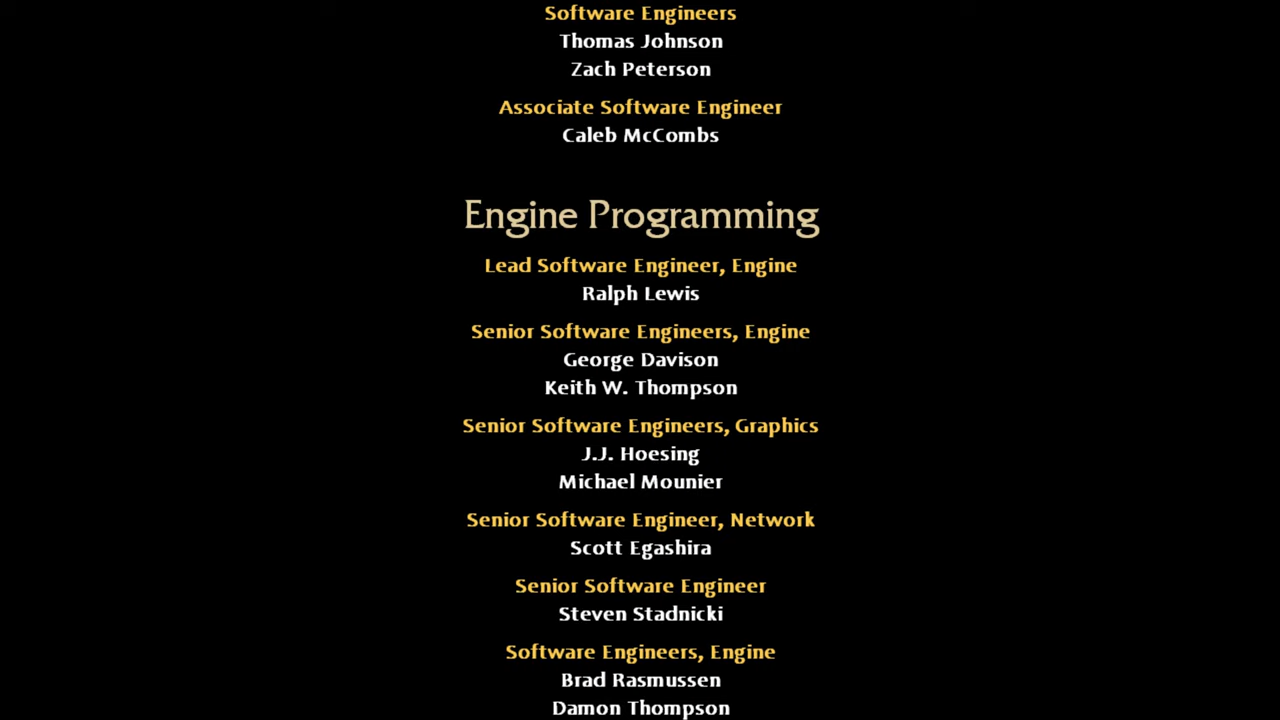 Software Engineers
Thomas Johnson
Zach Peterson
Associate Software Engineer
Caleb McCombs
Engine Programming
Lead Software Engineer, Engine
Ralph Lewis
Senior Software Engineers, Engine
George Davison
Keith W. Thompson
Senior Software Engineers, Graphics
J.J. Hoesing
Michael Mounier
Senior Software Engineer, Network
Scott Egashira
Senior Software Engineer
Steven Stadnicki
Software Engineers, Engine
Brad Rasmussen
Damon Thompson